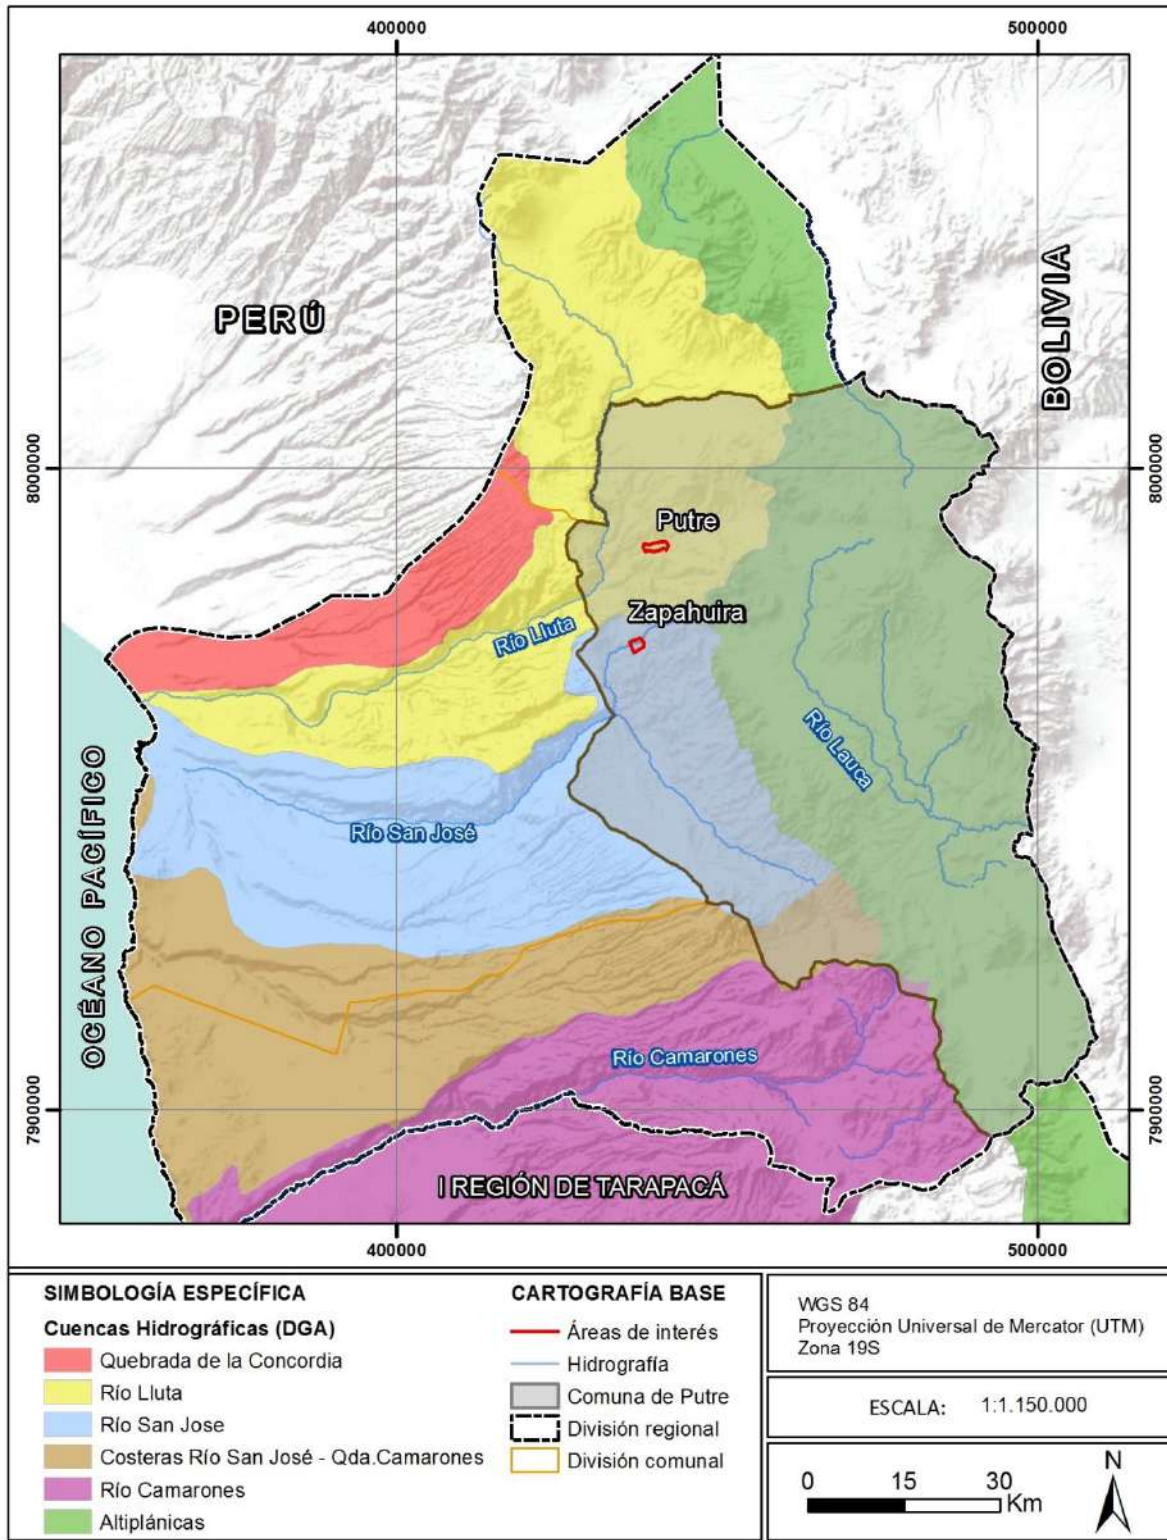 400000
500000
PERÚ
BOLIVIA
8000000
8000000
Putre
Zapahuira
Río Lluta
Río Lauca
OCÉANO PACÍFICO
Río San José
Río Camarones
7900000
7900000
I REGIÓN DE TARAPACÁ
400000
500000
SIMBOLOGÍA ESPECÍFICA
Cuencas Hidrográficas (DGA)
Quebrada de la Concordia
Río Lluta
Río San Jose
Costeras Río San José - Qda.Camarones
Río Camarones
Altiplánicas
CARTOGRAFÍA BASE
Áreas de interés
Hidrografía
Comuna de Putre
División regional
División comunal
WGS 84
Proyección Universal de Mercator (UTM)
Zona 19S
ESCALA: 1:1.150.000
N
0 15 30
Km